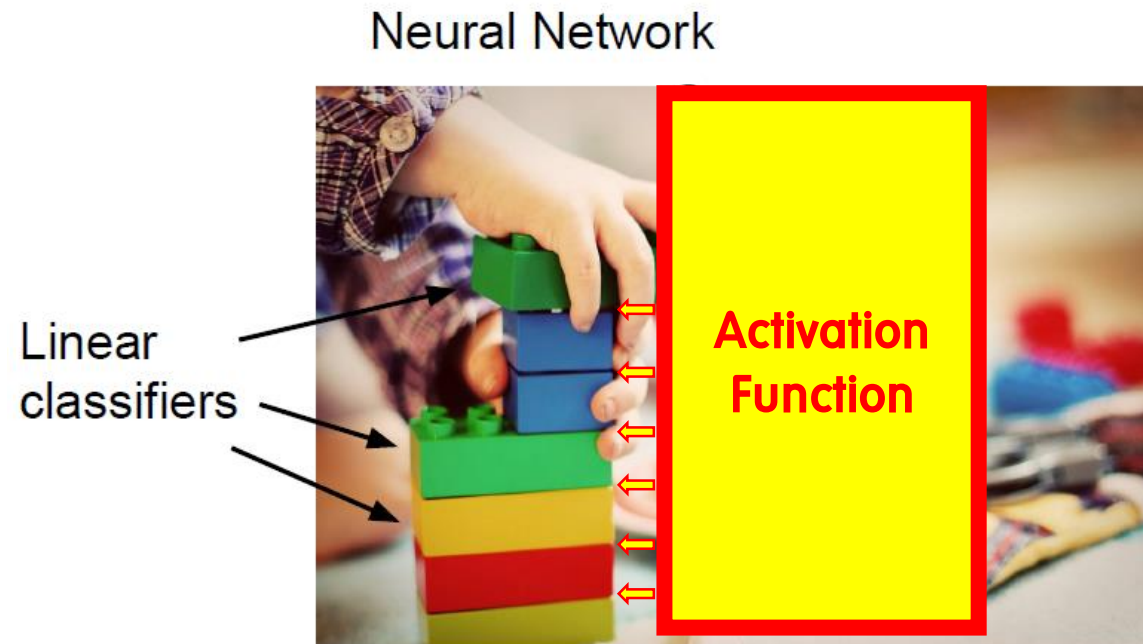 Neural Network
Linear
classifiers
Activation
Function